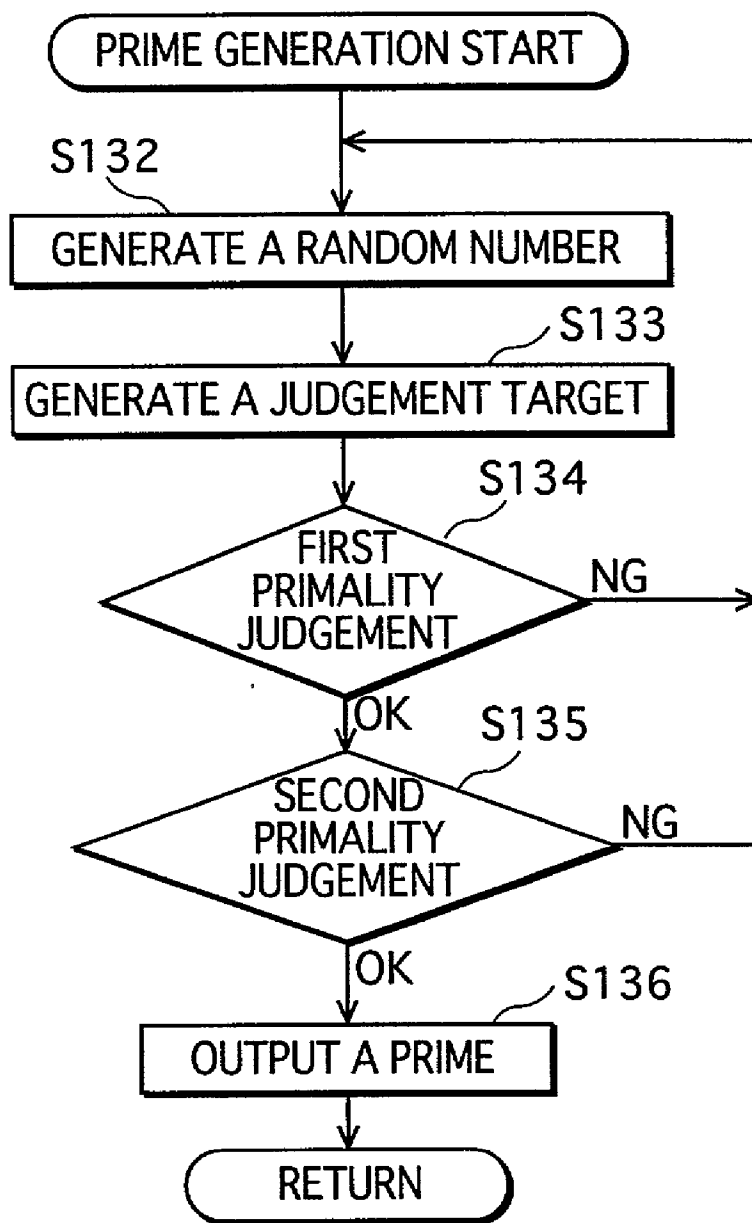 PRIME GENERATION START
S132
GENERATE A RANDOM NUMBER
S133
GENERATE A JUDGEMENT TARGET
S134
FIRST
PRIMALITY
JUDGEMENT
NG
OK
S135
SECOND
PRIMALITY
JUDGEMENT
NG
OK
S136
OUTPUT A PRIME
RETURN